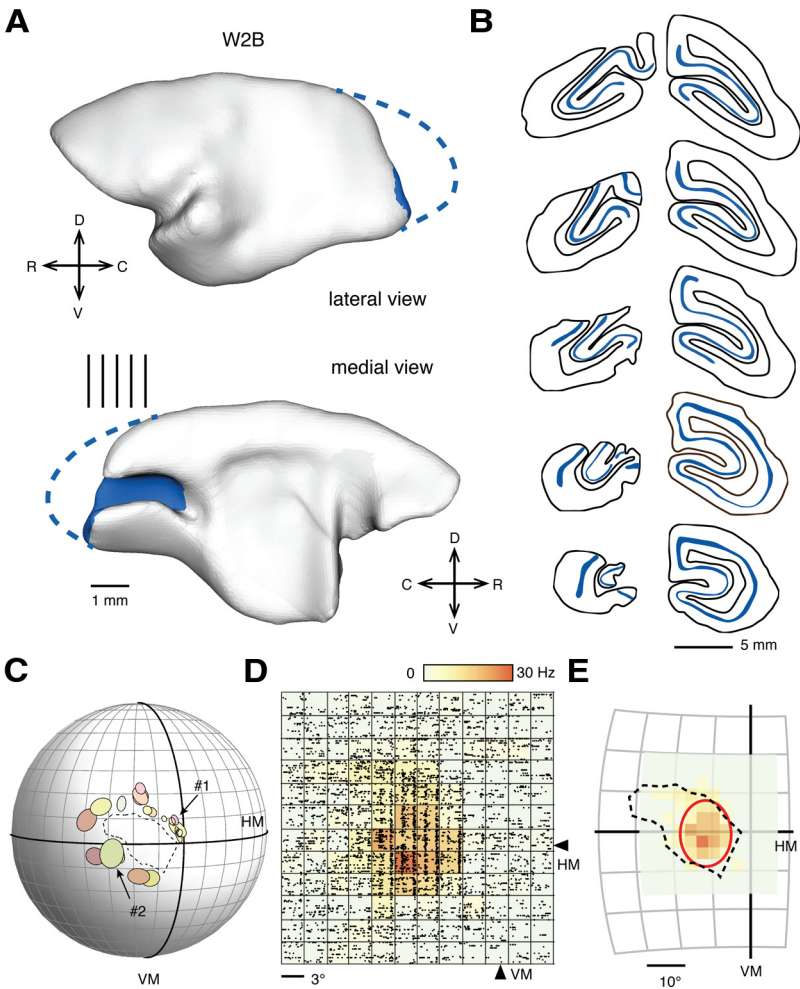 A
W2B
B
D
R C
V
lateral view
medial view
D
C R
V
1 mm
5 mm
C
D
0 30 Hz
E
#1
HM
#2
VM
HM
3°
VM
HM
VM
10°